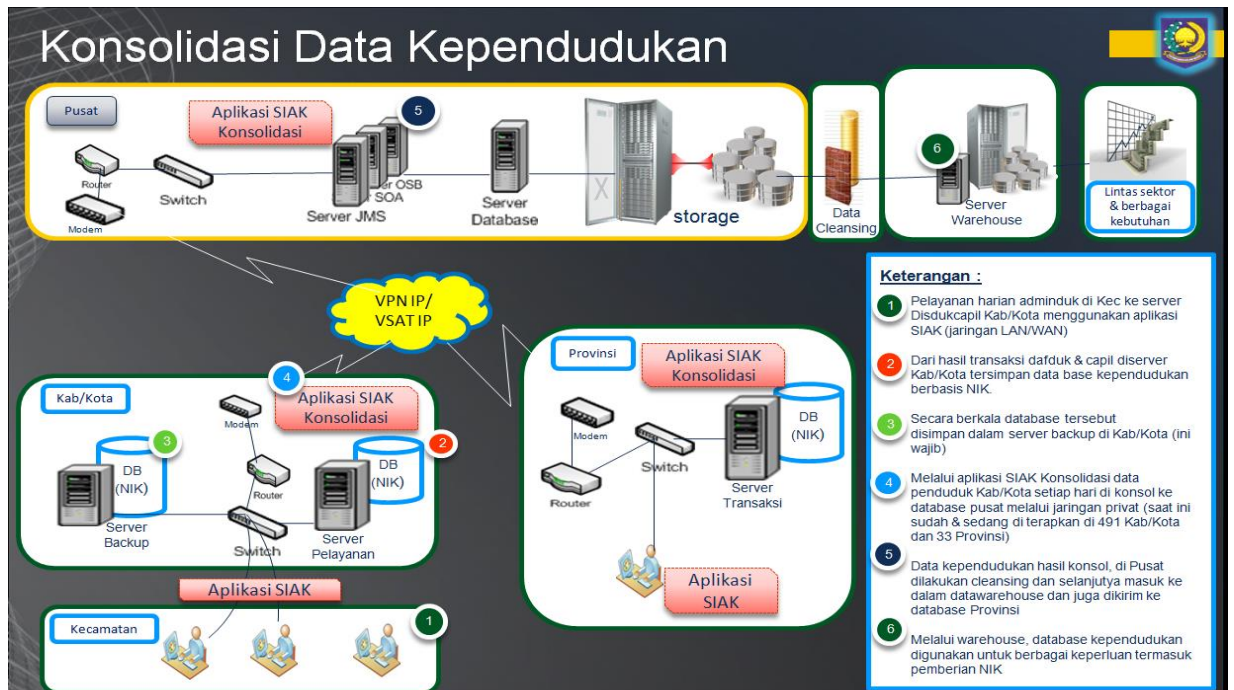 Konsolidasi Data Kependudukan
Pusat
Aplikasi SIAK
Konsolidasi
5
Router
Modem
Switch
Server JMS
SOA
OSB
Server
Database
X
storage
Data
Cleansing
6
Server
Warehouse
Lintas sektor
& berbagai
kebutuhan
VPN IP/
VSAT IP
Kab/Kota
4
Aplikasi SIAK
Konsolidasi
Modem
3
DB
(NIK)
Server
Backup
Router
Switch
2
DB
(NIK)
Server
Pelayanan
Aplikasi SIAK
Kecamatan
1
Provinsi
Aplikasi SIAK
Konsolidasi
Modem
Router
Switch
DB
(NIK)
Server
Transaksi
Aplikasi
SIAK
Keterangan :
1
Pelayanan harian adminduk di Kec ke server
Disdukcapil Kab/Kota menggunakan aplikasi
SIAK (jaringan LAN/WAN)
2
Dari hasil transaksi dafduk & capil diserver
Kab/Kota tersimpan data base kependudukan
berbasis NIK.
3
Secara berkala database tersebut
disimpan dalam server backup di Kab/Kota (ini
wajib)
4
Melalui aplikasi SIAK Konsolidasi data
penduduk Kab/Kota setiap hari di konsol ke
database pusat melalui jaringan privat (saat ini
sudah & sedang di terapkan di 491 Kab/Kota
dan 33 Provinsi)
5
Data kependudukan hasil konsol, di Pusat
dilakukan cleansing dan selanjutya masuk ke
dalam datawarehouse dan juga dikirim ke
database Provinsi
6
Melalui warehouse, database kependudukan
digunakan untuk berbagai keperluan termasuk
pemberian NIK